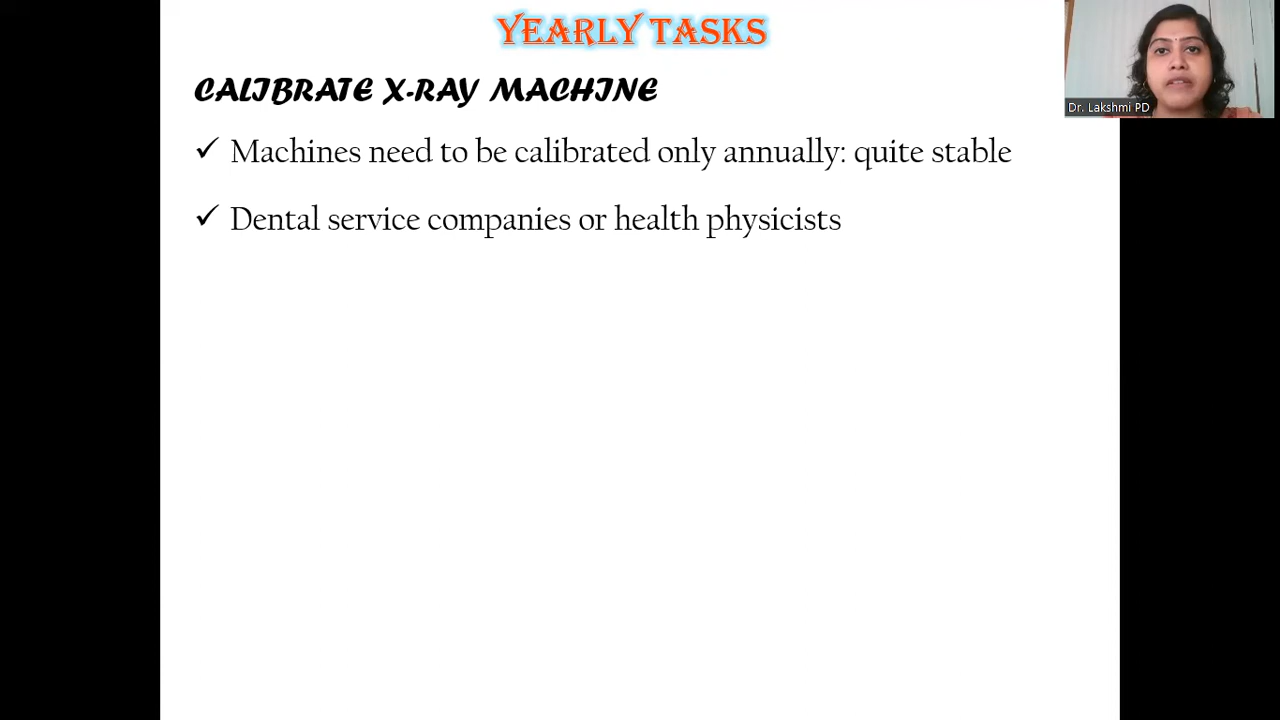 YEARLY TASKS
Dr. Lakshmi PD
CALIBRATE X-RAY MACHINE
✓ Machines need to be calibrated only annually: quite stable
✓ Dental service companies or health physicists